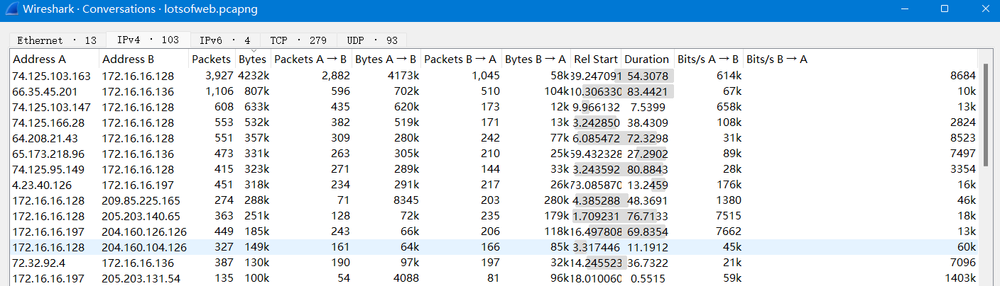 Wireshark · Conversations · lotsofweb.pcapng
Ethernet · 13 IPv4 · 103 IPv6 · 4 TCP · 279 UDP · 93
Address A Address B Packets Bytes Packets A → B Bytes A → B Packets B → A Bytes B → A Rel Start Duration Bits/s A → B Bits/s B → A
74.125.103.163 172.16.16.128 3,927 4232k 2,882 4173k 1,045 58k 39.247091 54.3078 614k 8684
66.35.45.201 172.16.16.136 1,106 807k 596 702k 510 104k 10.306330 83.4421 67k 10k
74.125.103.147 172.16.16.128 608 633k 435 620k 173 12k 9.966132 7.5399 658k 13k
74.125.166.28 172.16.16.128 553 532k 382 519k 171 13k 3.242850 38.4309 108k 2824
64.208.21.43 172.16.16.128 551 357k 309 280k 242 77k 6.085472 72.3298 31k 8523
65.173.218.96 172.16.16.136 473 331k 263 305k 210 25k 59.432328 27.2902 89k 7497
74.125.95.149 172.16.16.128 415 323k 271 289k 144 33k 3.243592 80.8843 28k 3354
4.23.40.126 172.16.16.197 451 318k 234 291k 217 26k 73.085870 13.2459 176k 16k
172.16.16.128 209.85.225.165 274 288k 71 8345 203 280k 4.385288 48.3691 1380 46k
172.16.16.128 205.203.140.65 363 251k 128 72k 235 179k 1.709231 76.7133 7515 18k
172.16.16.197 204.160.126.126 449 185k 243 66k 206 118k 16.497808 69.8354 7662 13k
172.16.16.128 204.160.104.126 327 149k 161 64k 166 85k 3.317446 11.1912 45k 60k
72.32.92.4 172.16.16.136 387 130k 190 97k 197 32k 14.245523 36.7322 21k 7096
172.16.16.197 205.203.131.54 135 100k 54 4088 81 96k 18.010060 0.5515 59k 1403k